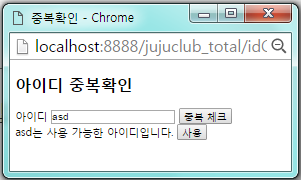 중복확인 - Chrome
localhost:8888/jujuclub_total/idC
아이디 중복확인
아이디 asd 중복 체크
asd는 사용 가능한 아이디입니다. 사용